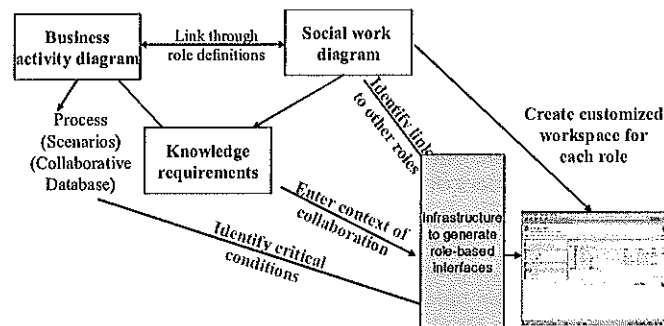 Business
activity diagram
Link through
role definitions
Social work
diagram
Process
(Scenarios)
(Collaborative
Database)
Knowledge
requirements
Identify link
to other roles
Create customized
workspace for
each role
Enter context of
collaboration
Identify critical
conditions
Infrastructure
to generate
role-based
interfaces